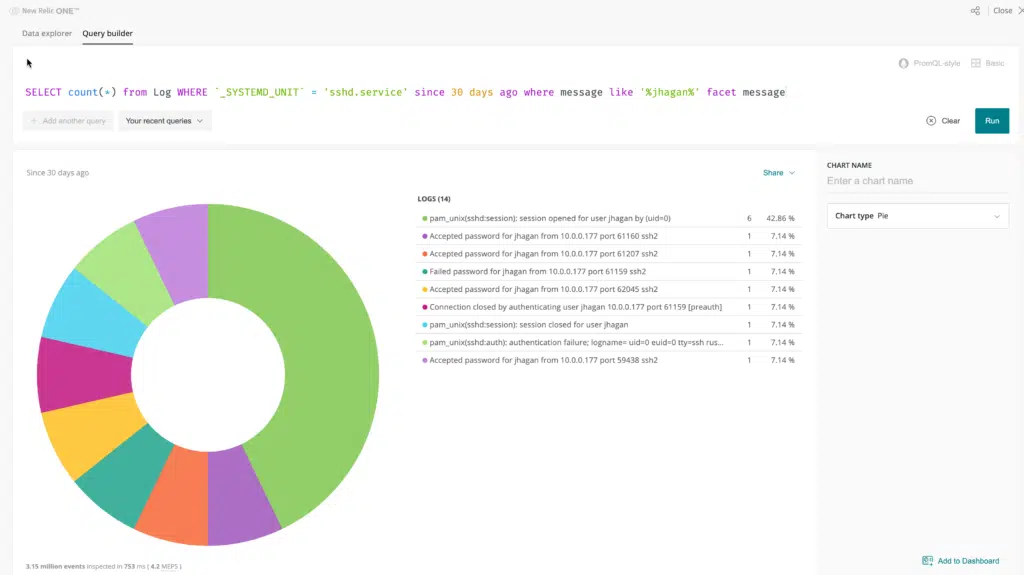 New Relic ONE™
Close
Data explorer Query builder
PromQL-style Basic
SELECT count(*) from Log WHERE `_SYSTEMD_UNIT` = 'sshd.service' since 30 days ago where message like '%jhagan%' facet message
+ Add another query Your recent queries Clear Run
Since 30 days ago Share
CHART NAME
Enter a chart name
Chart type Pie
LOGS (14)
pam_unix(sshd:session): session opened for user jhagan by (uid=0) 6 42.86 %
Accepted password for jhagan from 10.0.0.177 port 61160 ssh2 1 7.14 %
Accepted password for jhagan from 10.0.0.177 port 61207 ssh2 1 7.14 %
Failed password for jhagan from 10.0.0.177 port 61159 ssh2 1 7.14 %
Accepted password for jhagan from 10.0.0.177 port 62045 ssh2 1 7.14 %
Connection closed by authenticating user jhagan 10.0.0.177 port 61159 [preauth] 1 7.14 %
pam_unix(sshd:session): session closed for user jhagan 1 7.14 %
pam_unix(sshd:auth): authentication failure; logname= uid=0 euid=0 tty=ssh rus... 1 7.14 %
Accepted password for jhagan from 10.0.0.177 port 59438 ssh2 1 7.14 %
3.15 million events inspected in 753 ms ( 4.2 MEPS )
Add to Dashboard